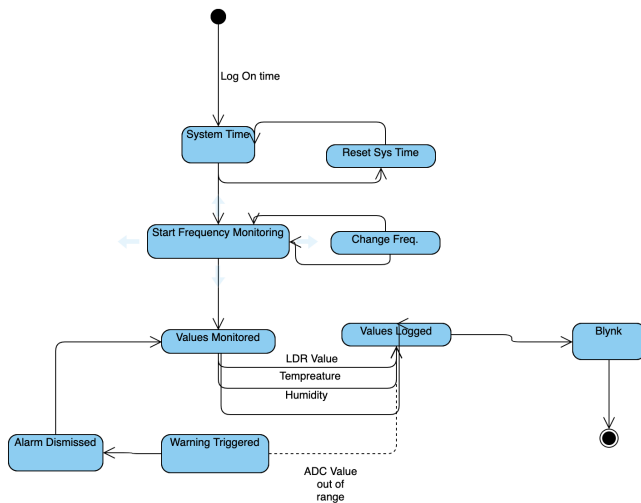 Log On time
System Time
Reset Sys Time
Start Frequency Monitoring
Change Freq.
Values Monitored
Values Logged
Blynk
LDR Value
Tempreature
Humidity
Alarm Dismissed
Warning Triggered
ADC Value
out of
range